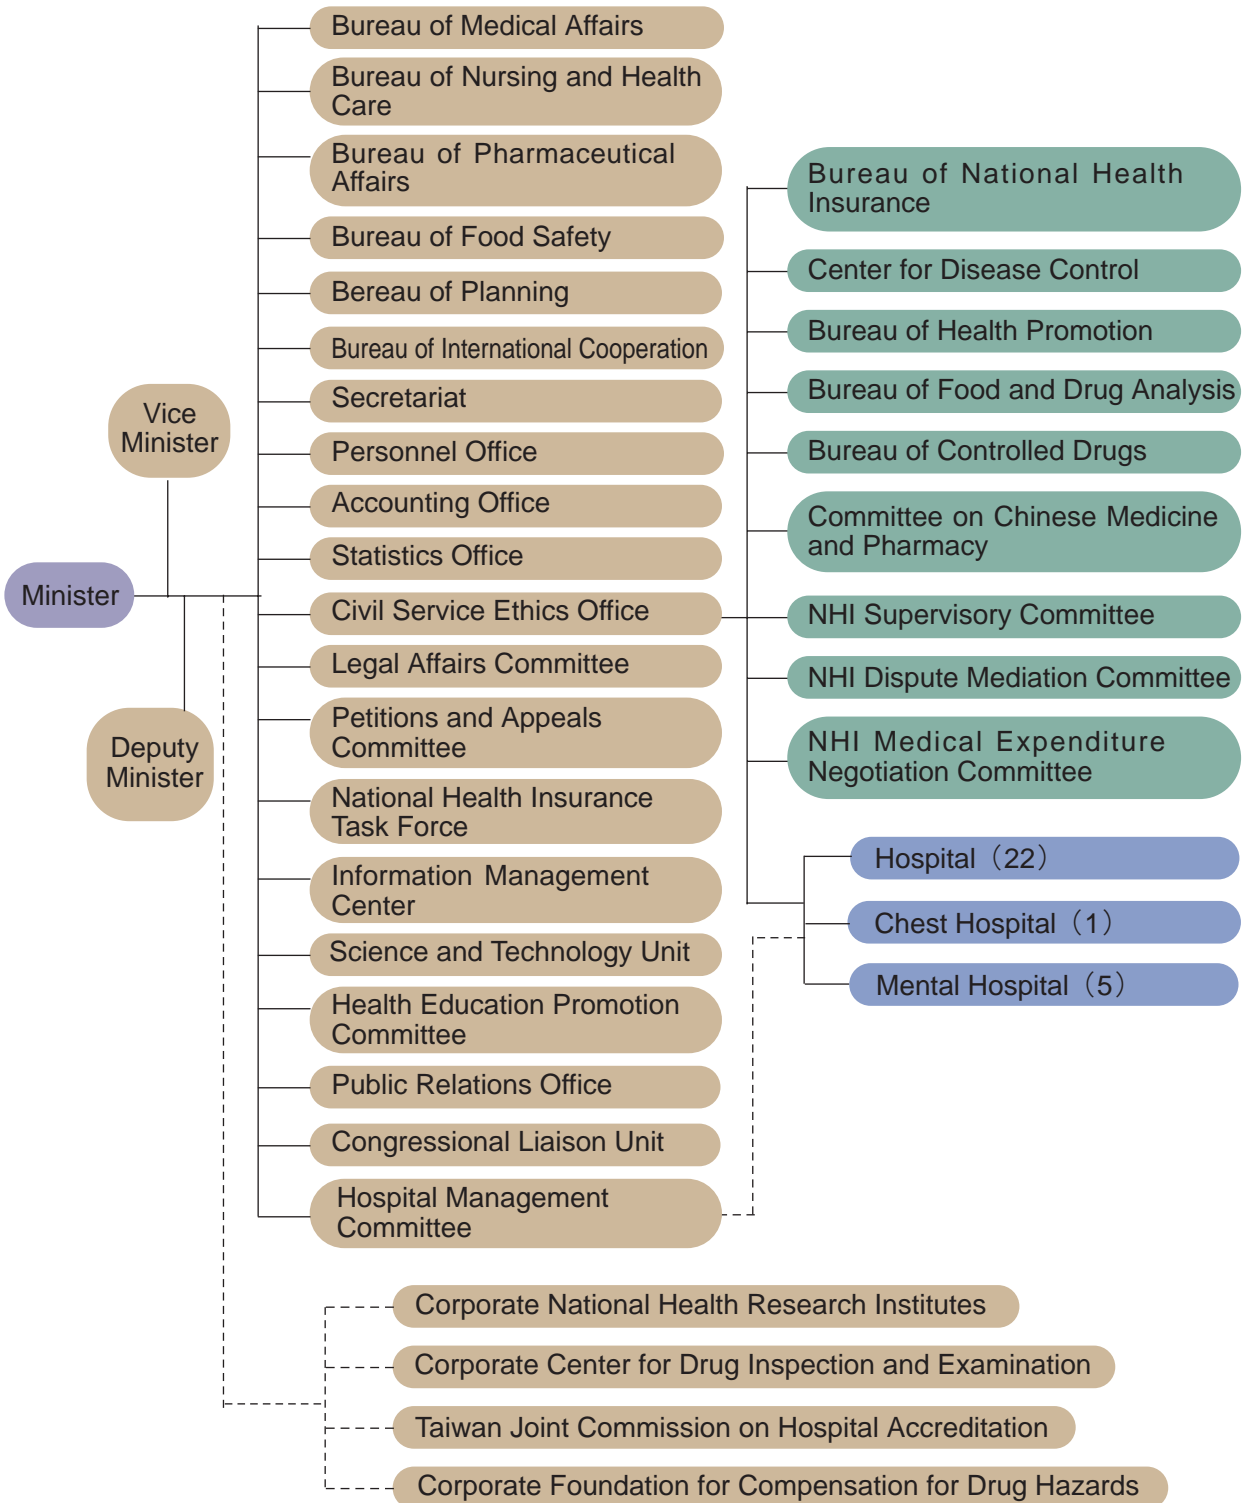 Bureau of Medical Affairs
Bureau of Nursing and Health
Care
Bureau of Pharmaceutical
Affairs
Bureau of Food Safety
Bereau of Planning
Bureau of International Cooperation
Secretariat
Personnel Office
Accounting Office
Statistics Office
Civil Service Ethics Office
Legal Affairs Committee
Petitions and Appeals
Committee
National Health Insurance
Task Force
Information Management
Center
Science and Technology Unit
Health Education Promotion
Committee
Public Relations Office
Congressional Liaison Unit
Hospital Management
Committee
Vice
Minister
Minister
Deputy
Minister
Bureau of National Health
Insurance
Center for Disease Control
Bureau of Health Promotion
Bureau of Food and Drug Analysis
Bureau of Controlled Drugs
Committee on Chinese Medicine
and Pharmacy
NHI Supervisory Committee
NHI Dispute Mediation Committee
NHI Medical Expenditure
Negotiation Committee
Hospital（22）
Chest Hospital（1）
Mental Hospital（5）
Corporate National Health Research Institutes
Corporate Center for Drug Inspection and Examination
Taiwan Joint Commission on Hospital Accreditation
Corporate Foundation for Compensation for Drug Hazards